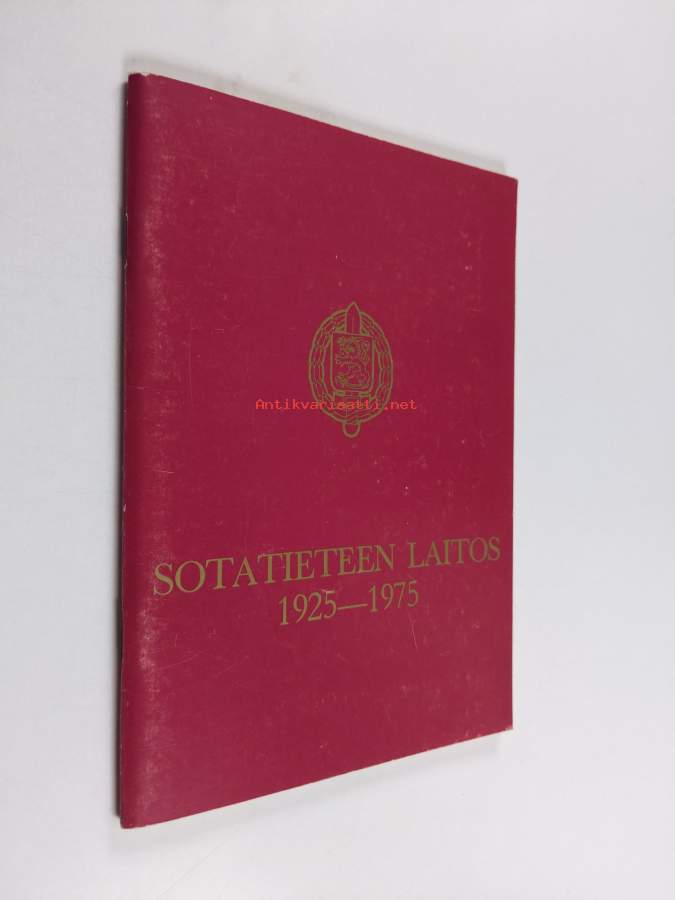 Antikvariaatti.net
SOTATIETEEN LAITOS
1925—1975